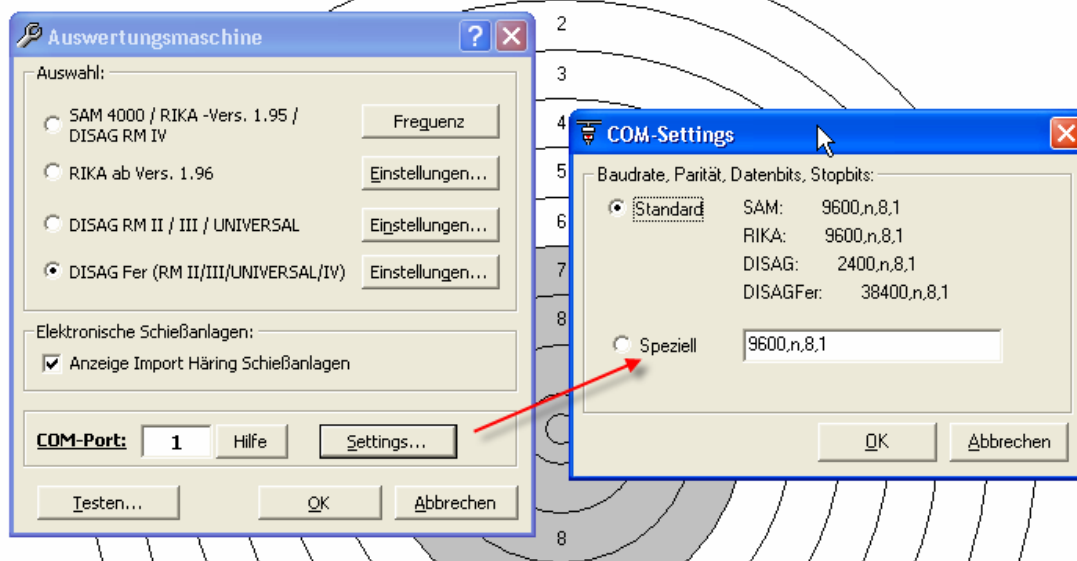 Auswertungsmaschine
Auswahl:
SAM 4000 / RIKA -Vers. 1.95 /
DISAG RM IV
Frequenz
RIKA ab Vers. 1.96
Einstellungen...
DISAG RM II / III / UNIVERSAL
Einstellungen...
DISAG Fer (RM II/III/UNIVERSAL/IV)
Einstellungen...
Elektronische Schießanlagen:
Anzeige Import Häring Schießanlagen
COM-Port:
1
Hilfe
Settings...
Testen...
OK
Abbrechen
2
3
4
5
6
7
8
8
COM-Settings
Baudrate, Parität, Datenbits, Stopbits:
Standard
SAM: 9600,n,8,1
RIKA: 9600,n,8,1
DISAG: 2400,n,8,1
DISAGFer: 38400,n,8,1
Speziell
9600,n,8,1
OK
Abbrechen